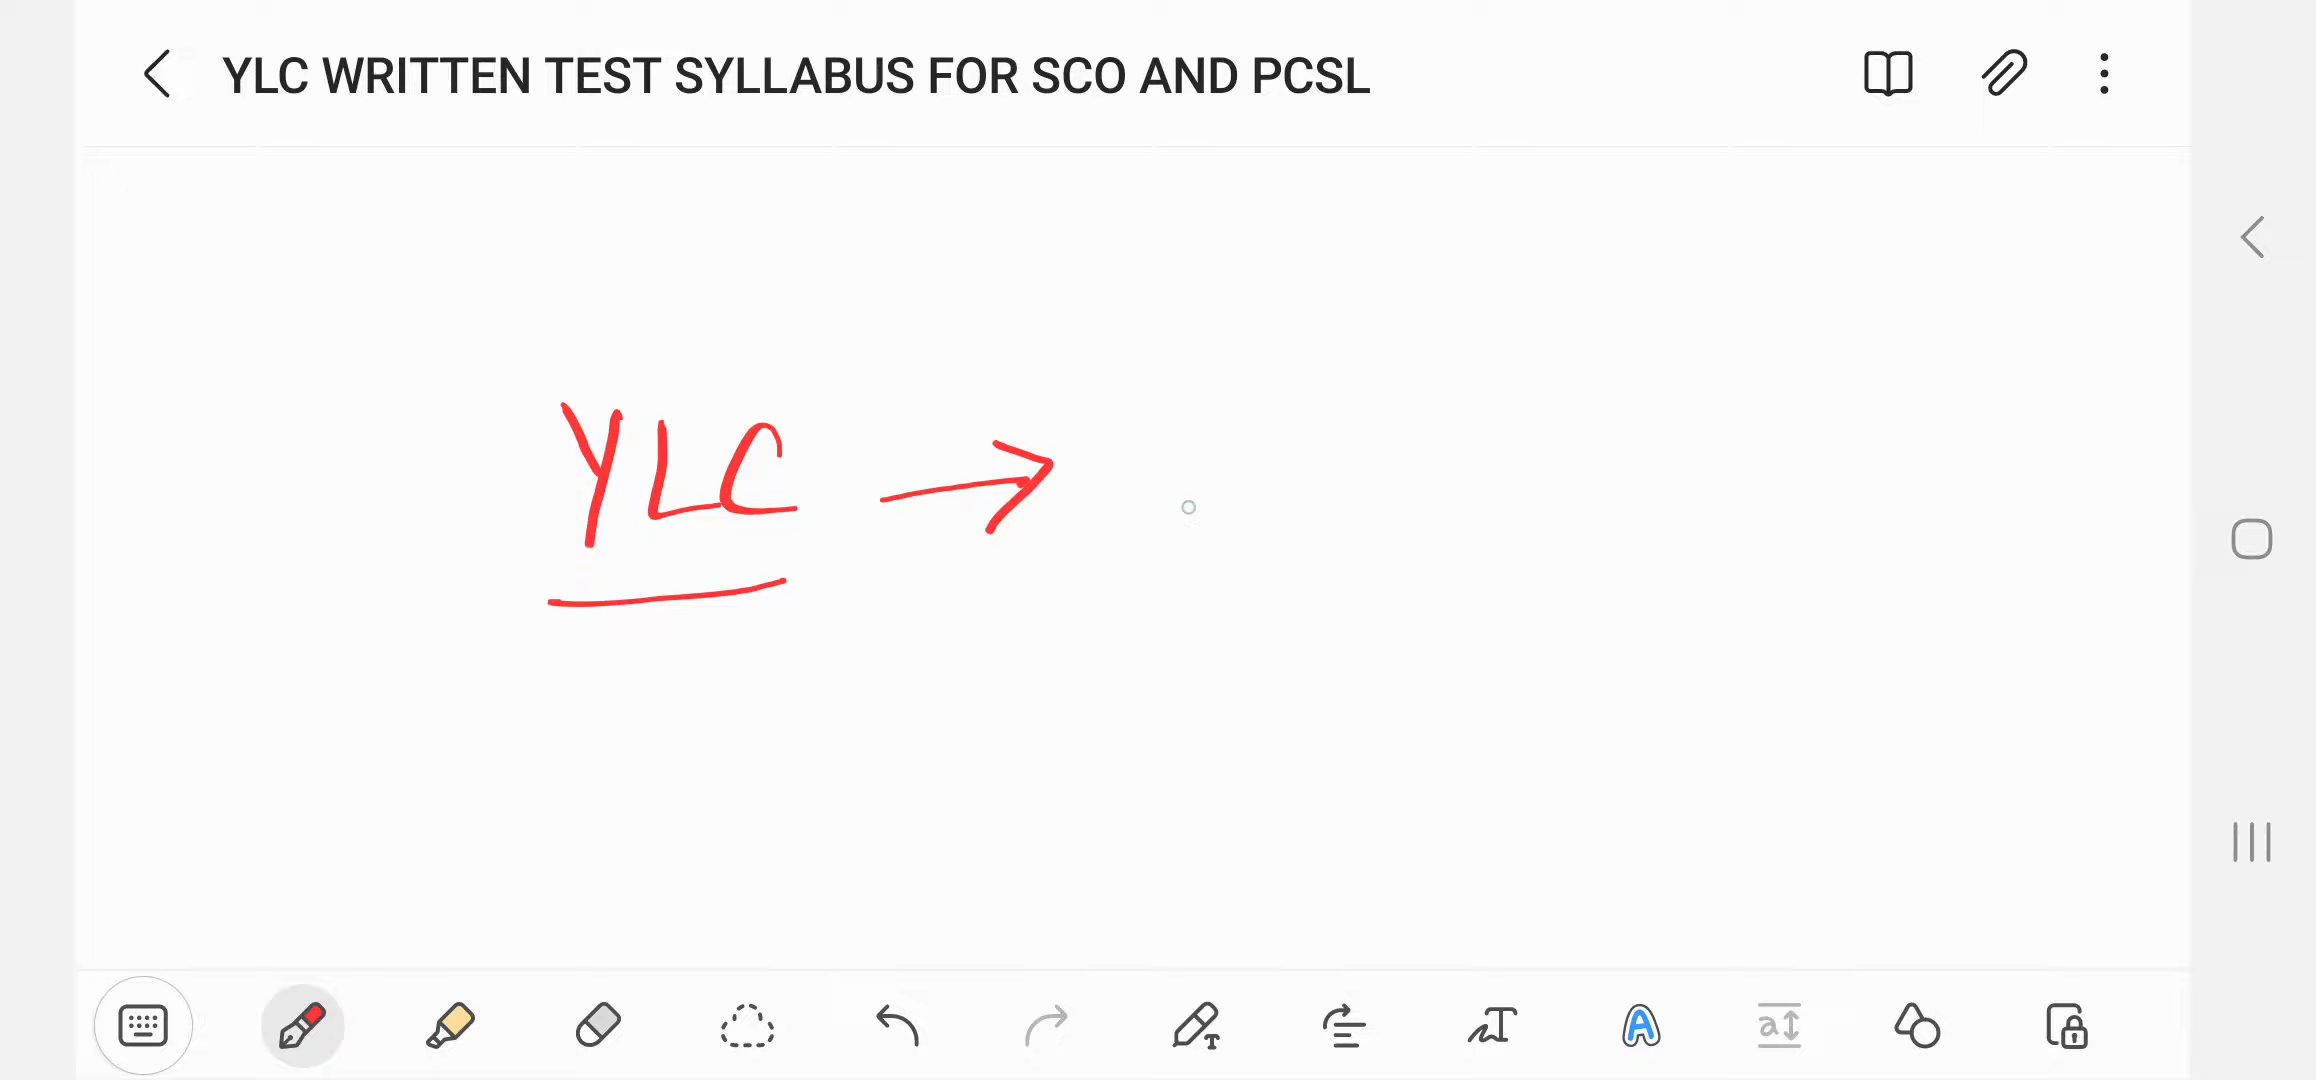 YLC WRITTEN TEST SYLLABUS FOR SCO AND PCSL
YLC →